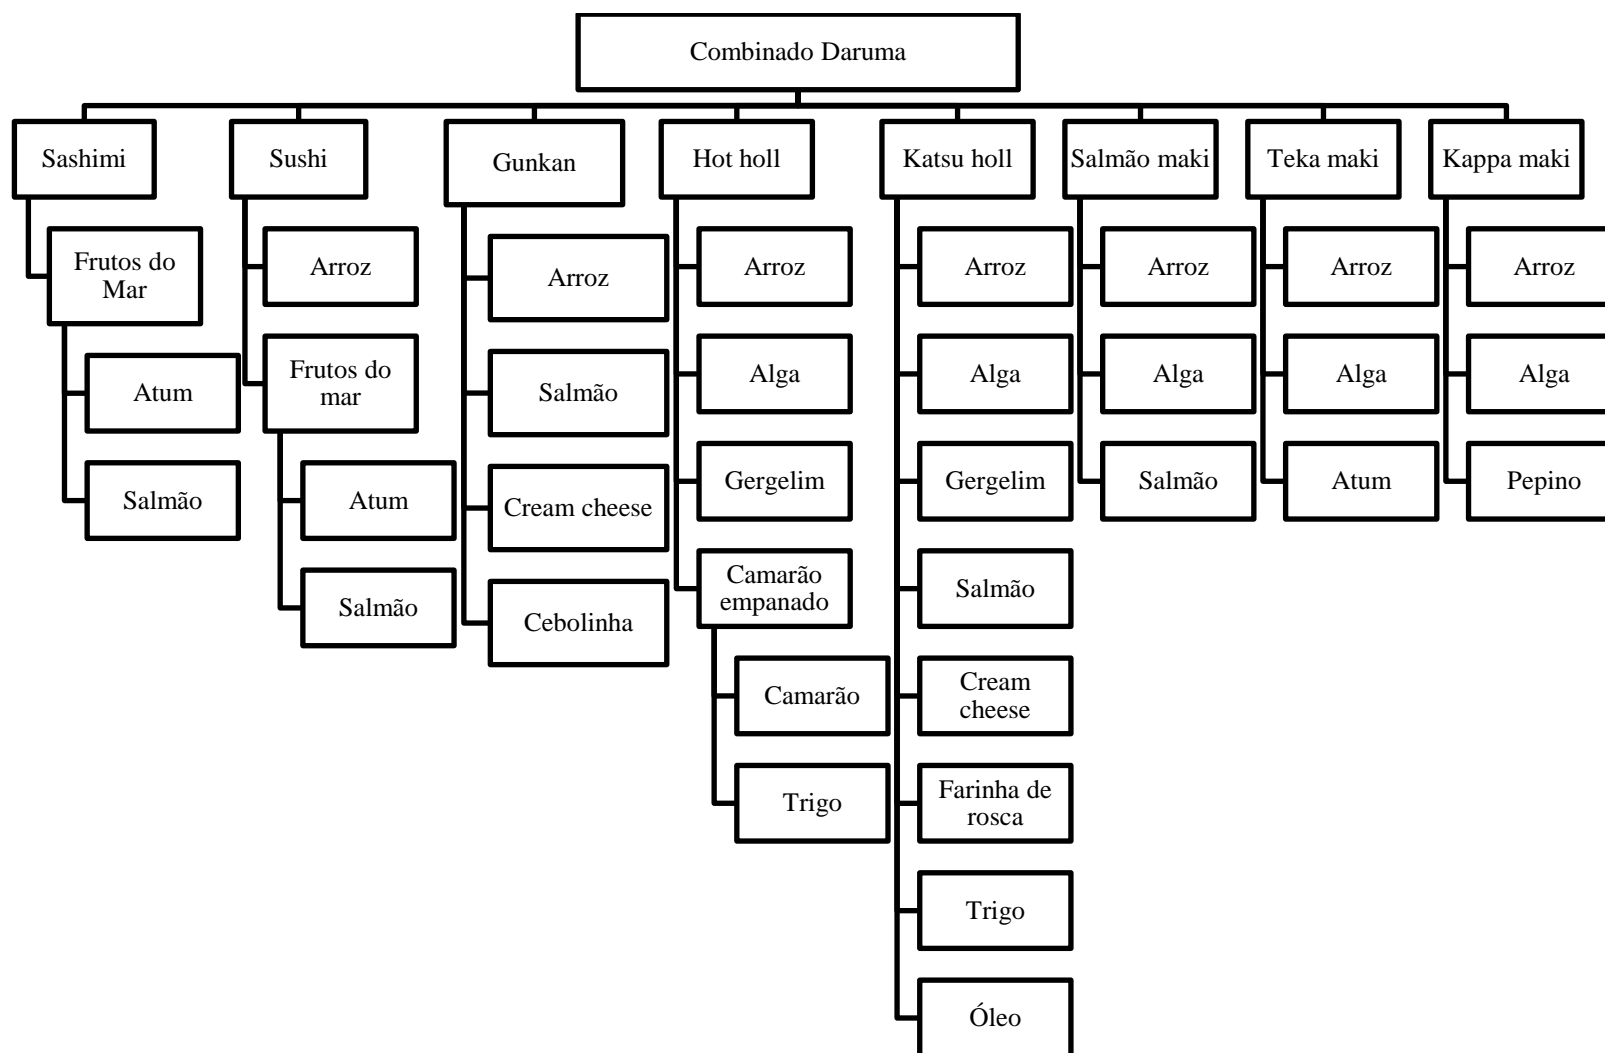 Combinado Daruma
Sashimi
Frutos do
Mar
Atum
Salmão
Sushi
Arroz
Frutos do
mar
Atum
Salmão
Gunkan
Arroz
Salmão
Cream cheese
Cebolinha
Hot holl
Arroz
Alga
Gergelim
Camarão
empanado
Camarão
Trigo
Katsu holl
Arroz
Alga
Gergelim
Salmão
Cream
cheese
Farinha de
rosca
Trigo
Óleo
Salmão maki
Arroz
Alga
Salmão
Teka maki
Arroz
Alga
Atum
Kappa maki
Arroz
Alga
Pepino